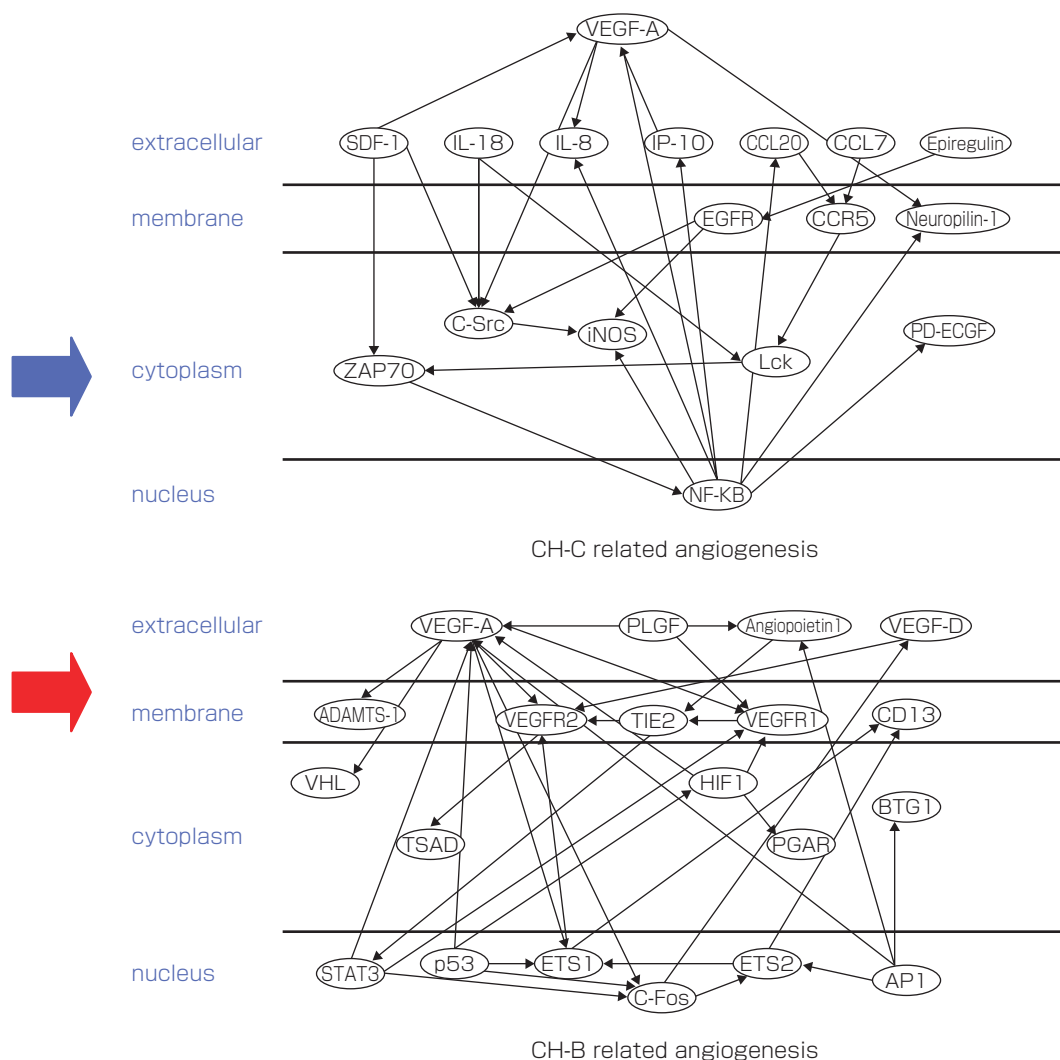 VEGF-A
extracellular SDF-1 IL-18 IL-8 IP-10 CCL20 CCL7 Epiregulin
membrane EGFR CCR5 Neuropilin-1
C-Src iNOS PD-ECGF
cytoplasm ZAP70 Lck
nucleus NF-KB
CH-C related angiogenesis
extracellular VEGF-A PLGF Angiopoietin1 VEGF-D
membrane ADAMTS-1 VEGFR2 TIE2 VEGFR1 CD13
VHL HIF1 BTG1
cytoplasm TSAD PGAR
nucleus STAT3 p53 ETS1 ETS2 AP1
C-Fos
CH-B related angiogenesis